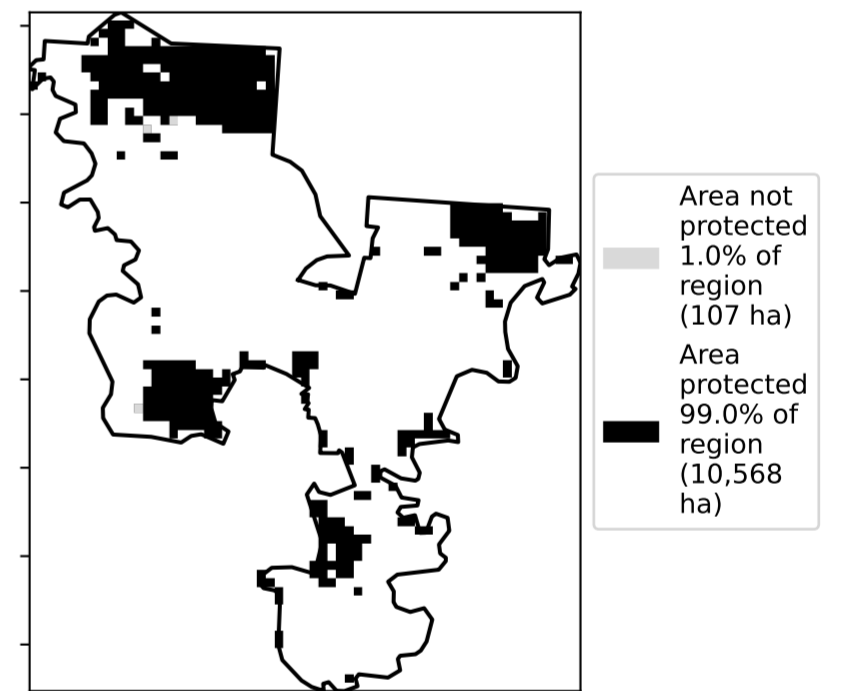 Area not
protected
1.0% of
region
(107 ha)
Area
protected
99.0% of
region
(10,568
ha)